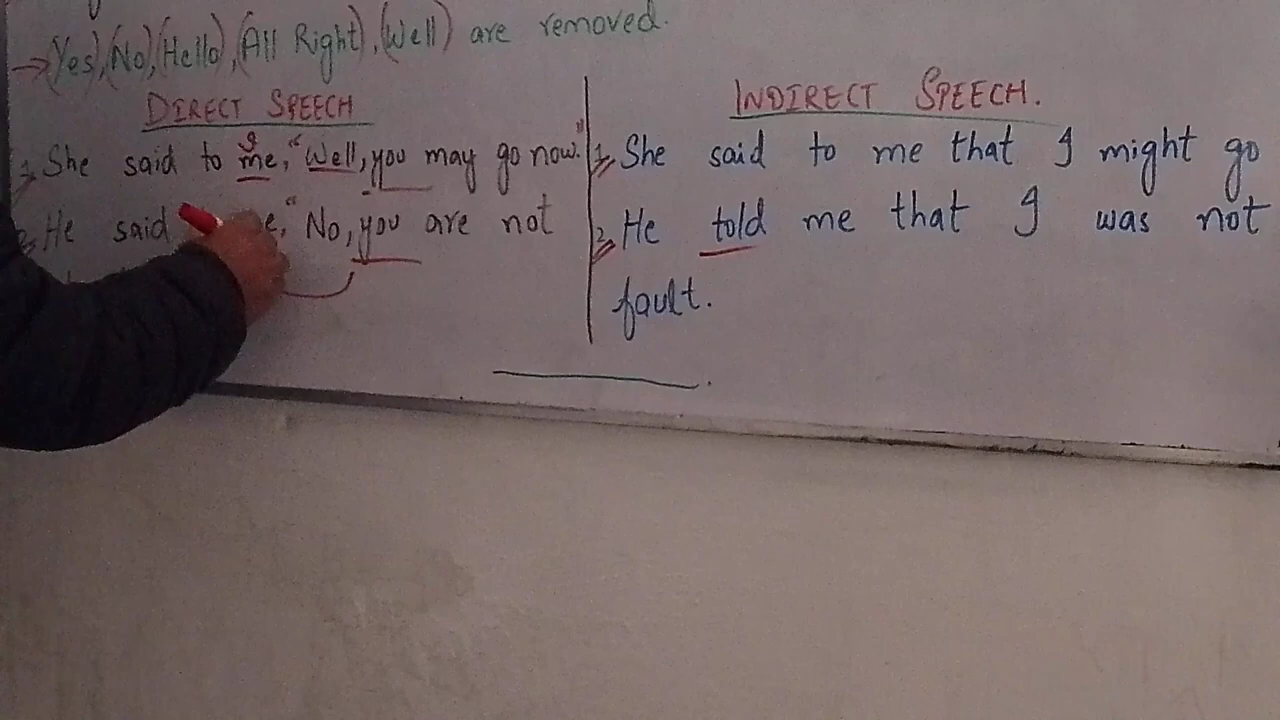 →(Yes),(No),(Hello),(All Right),(Well) are removed.
DIRECT SPEECH
1, She said to me, "Well, you may go now."
I
2, He said e, "No, you are not
INDIRECT SPEECH.
1, She said to me that I might go
2, He told me that I was not
fault.